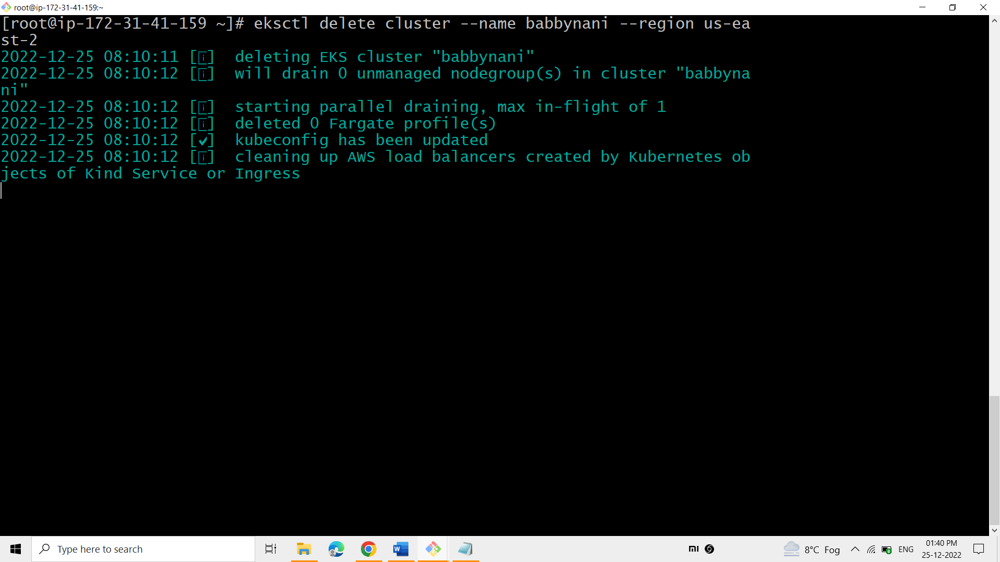 root@ip-172-31-41-159:~
[root@ip-172-31-41-159 ~]# eksctl delete cluster --name babbynani --region us-ea
st-2
2022-12-25 08:10:11 [i]  deleting EKS cluster "babbynani"
2022-12-25 08:10:12 [i]  will drain 0 unmanaged nodegroup(s) in cluster "babbyna
ni"
2022-12-25 08:10:12 [i]  starting parallel draining, max in-flight of 1
2022-12-25 08:10:12 [i]  deleted 0 Fargate profile(s)
2022-12-25 08:10:12 [✔]  kubeconfig has been updated
2022-12-25 08:10:12 [i]  cleaning up AWS load balancers created by Kubernetes ob
jects of Kind Service or Ingress
Type here to search
W
mi
8°C Fog
ENG
01:40 PM
25-12-2022